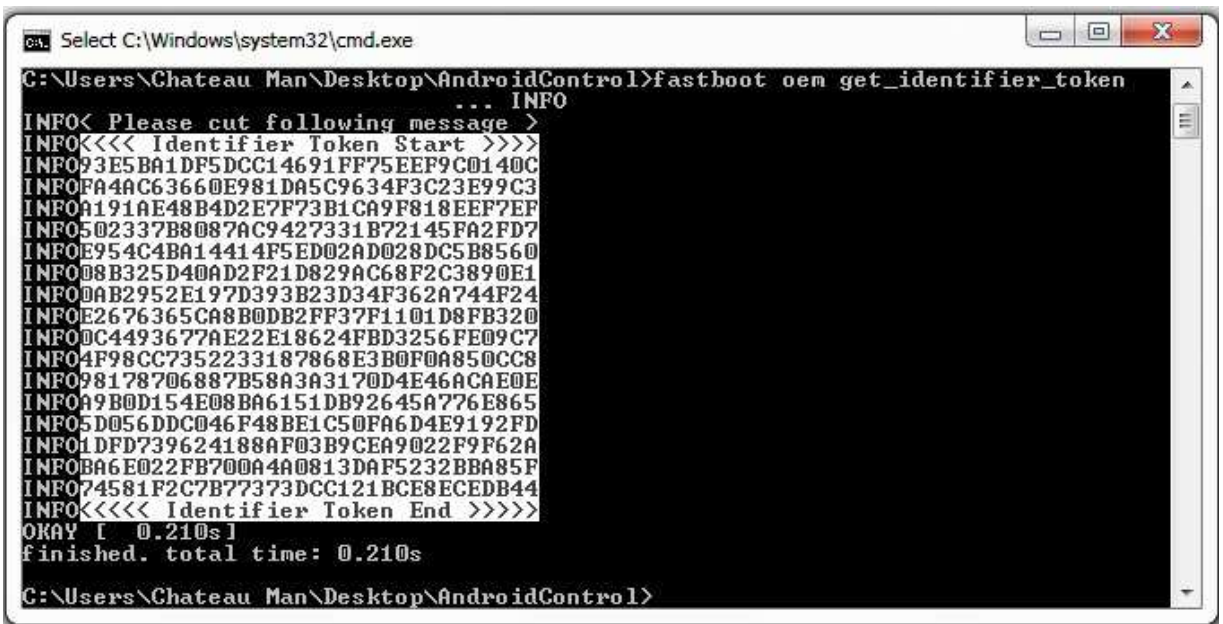 Select C:\Windows\system32\cmd.exe
C:\Users\Chateau Man\Desktop\AndroidControl>fastboot oem get_identifier_token
... INFO
INFO< Please cut following message >
INFO<<<< Identifier Token Start >>>>
INFO93E5BA1DF5DCC14691FF75EEF9C0140C
INFOFA4AC63660E981DA5C9634F3C23E99C3
INFOA191AE48B4D2E7F73B1CA9F818EEF7EF
INFO502337B8087AC9427331B72145FA2FD7
INFOE954C4BA14414F5ED02AD028DC5B8560
INFO08B325D40AD2F21D829AC68F2C3890E1
INFO0AB2952E197D393B23D34F362A744F24
INFOE2676365CA8B0DB2FF37F1101D8FB320
INFO0C4493677AE22E18624FBD3256FE09C7
INFO4F98CC7352233187868E3B0F0A850CC8
INFO98178706887B58A3A3170D4E46ACAE0E
INFOA9B0D154E08BA6151DB92645A776E865
INFO5D056DDC046F48BE1C50FA6D4E9192FD
INFO1DFD739624188AF03B9CEA9022F9F62A
INFOBA6E022FB700A4A0813DAF5232BBA85F
INFO74581F2C7B77373DCC121BCE8ECEDB44
INFO<<<<< Identifier Token End >>>>>
OKAY [  0.210s]
finished. total time: 0.210s
C:\Users\Chateau Man\Desktop\AndroidControl>